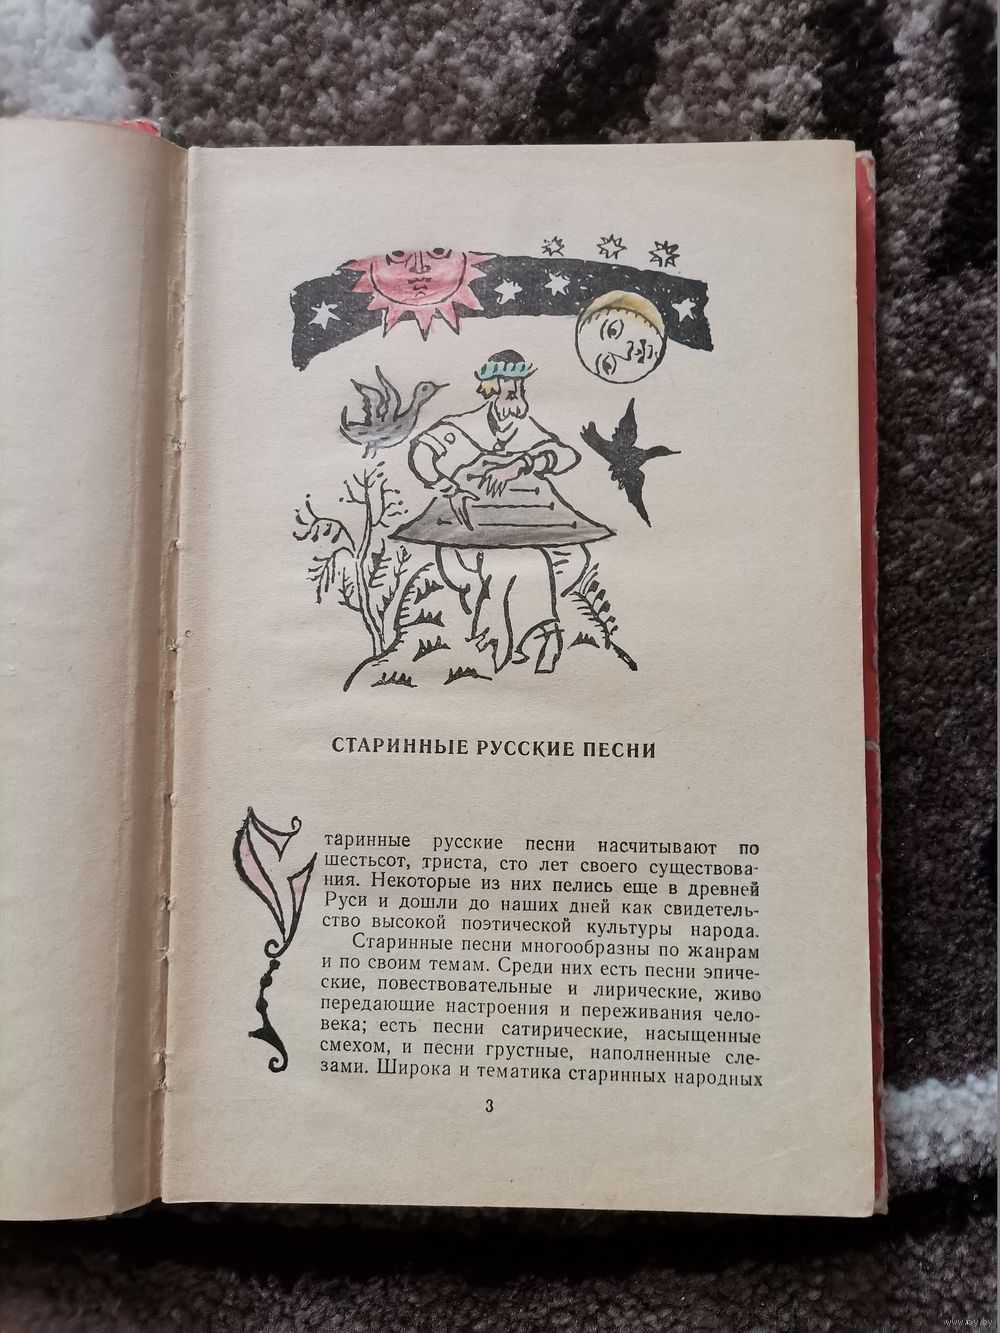 СТАРИННЫЕ РУССКИЕ ПЕСНИ
таринные русские песни насчитывают по
шестьсот, триста, сто лет своего существова-
ния. Некоторые из них пелись еще в древней
Руси и дошли до наших дней как свидетель-
ство высокой поэтической культуры народа.
Старинные песни многообразны по жанрам
и по своим темам. Среди них есть песни эпиче-
ские, повествовательные и лирические, живо
передающие настроения и переживания чело-
века; есть песни сатирические, насыщенные
смехом, и песни грустные, наполненные сле-
зами. Широка и тематика старинных народных
3
www.ay.by